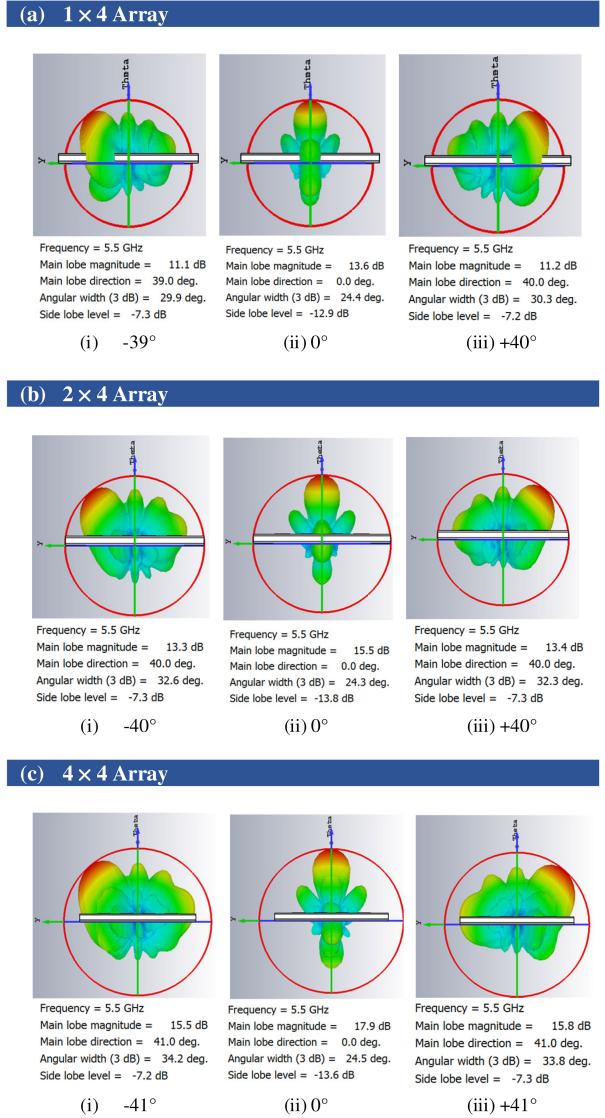 (a) 1 × 4 Array
Theta Theta Theta
Y Y Y
Frequency = 5.5 GHz
Main lobe magnitude = 11.1 dB
Main lobe direction = 39.0 deg.
Angular width (3 dB) = 29.9 deg.
Side lobe level = -7.3 dB
(i) -39°
Frequency = 5.5 GHz
Main lobe magnitude = 13.6 dB
Main lobe direction = 0.0 deg.
Angular width (3 dB) = 24.4 deg.
Side lobe level = -12.9 dB
(ii) 0°
Frequency = 5.5 GHz
Main lobe magnitude = 11.2 dB
Main lobe direction = 40.0 deg.
Angular width (3 dB) = 30.3 deg.
Side lobe level = -7.2 dB
(iii) +40°
(b) 2 × 4 Array
Theta Theta Theta
Y Y Y
Frequency = 5.5 GHz
Main lobe magnitude = 13.3 dB
Main lobe direction = 40.0 deg.
Angular width (3 dB) = 32.6 deg.
Side lobe level = -7.3 dB
(i) -40°
Frequency = 5.5 GHz
Main lobe magnitude = 15.5 dB
Main lobe direction = 0.0 deg.
Angular width (3 dB) = 24.3 deg.
Side lobe level = -13.8 dB
(ii) 0°
Frequency = 5.5 GHz
Main lobe magnitude = 13.4 dB
Main lobe direction = 40.0 deg.
Angular width (3 dB) = 32.3 deg.
Side lobe level = -7.3 dB
(iii) +40°
(c) 4 × 4 Array
Theta Theta Theta
Y Y Y
Frequency = 5.5 GHz
Main lobe magnitude = 15.5 dB
Main lobe direction = 41.0 deg.
Angular width (3 dB) = 34.2 deg.
Side lobe level = -7.2 dB
(i) -41°
Frequency = 5.5 GHz
Main lobe magnitude = 17.9 dB
Main lobe direction = 0.0 deg.
Angular width (3 dB) = 24.5 deg.
Side lobe level = -13.6 dB
(ii) 0°
Frequency = 5.5 GHz
Main lobe magnitude = 15.8 dB
Main lobe direction = 41.0 deg.
Angular width (3 dB) = 33.8 deg.
Side lobe level = -7.3 dB
(iii) +41°